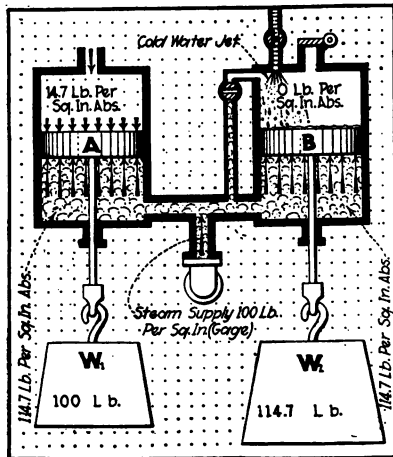 Cold Water Jet
14.7 Lb. Per
Sq. In. Abs.
0 Lb. Per
Sq. In. Abs.
A
B
114.7 Lb. Per Sq. In. Abs.
Steam Supply 100 Lb.
Per Sq. In. (Gage)
114.7 Lb. Per Sq. In. Abs.
W1
100 Lb.
W2
114.7 Lb.